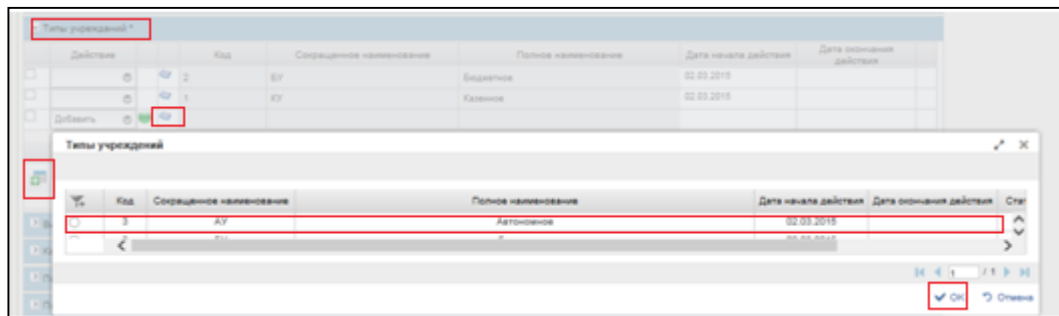 Типы учреждений *
Действие Код Сокращенное наименование Полное наименование Дата начала действия Дата окончания действия
2 БУ Бюджетное 02.03.2015
1 КУ Казенное 02.03.2015
Добавить
Типы учреждений
Код Сокращенное наименование Полное наименование Дата начала действия Дата окончания действия Стат
3 АУ Автономное 02.03.2015
1 / 1
ОК Отмена